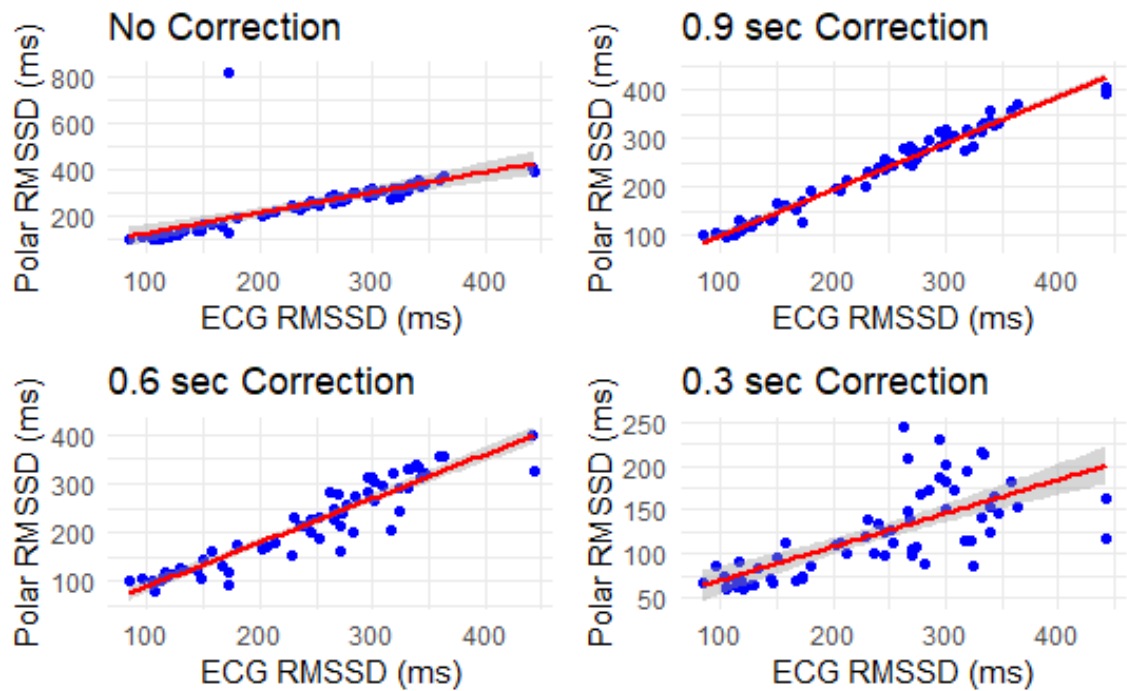 No Correction
Polar RMSSD (ms)
800
600
400
200
100 200 300 400
ECG RMSSD (ms)
0.9 sec Correction
Polar RMSSD (ms)
400
300
200
100
100 200 300 400
ECG RMSSD (ms)
0.6 sec Correction
Polar RMSSD (ms)
400
300
200
100
100 200 300 400
ECG RMSSD (ms)
0.3 sec Correction
Polar RMSSD (ms)
250
200
150
100
50
100 200 300 400
ECG RMSSD (ms)